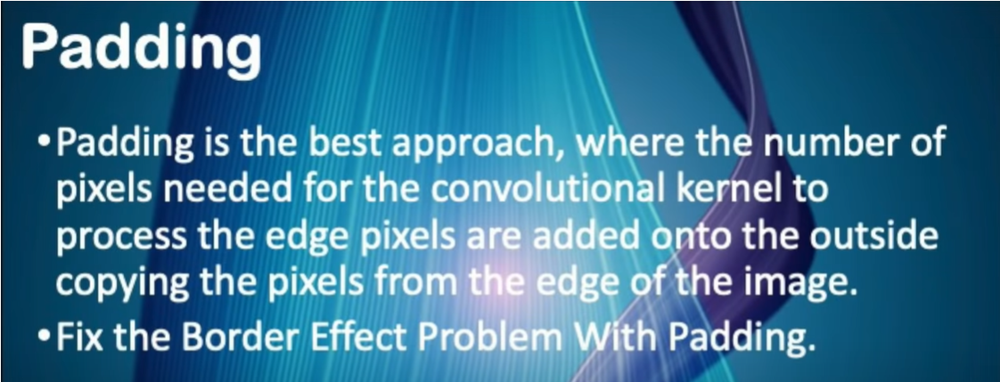 Padding
•Padding is the best approach, where the number of
pixels needed for the convolutional kernel to
process the edge pixels are added onto the outside
copying the pixels from the edge of the image.
•Fix the Border Effect Problem With Padding.